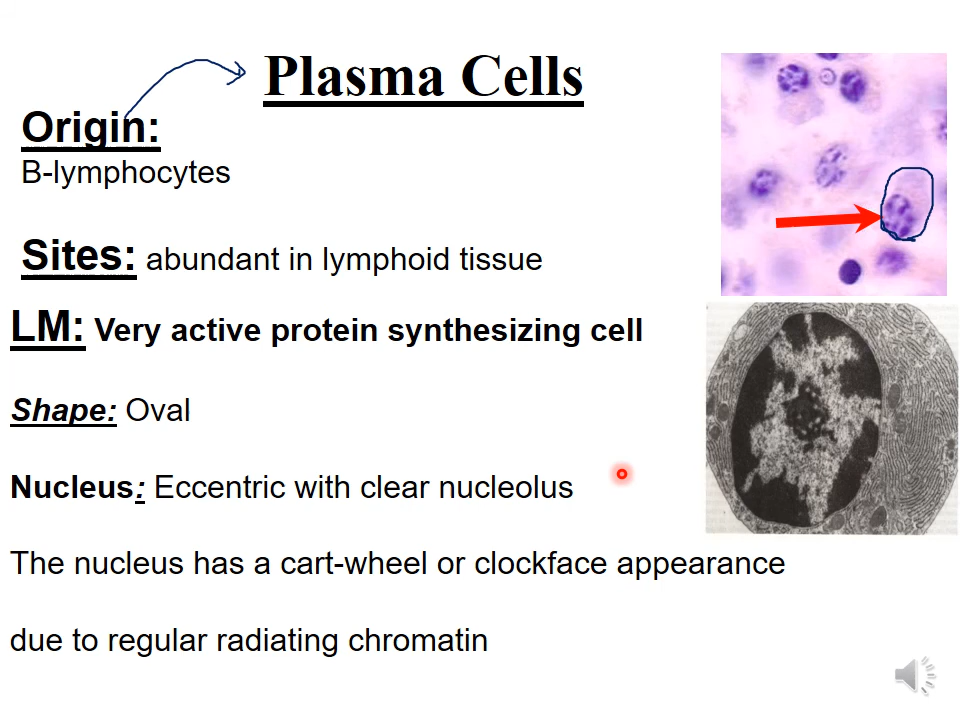 Plasma Cells
Origin:
B-lymphocytes
Sites: abundant in lymphoid tissue
LM: Very active protein synthesizing cell
Shape: Oval
Nucleus: Eccentric with clear nucleolus
The nucleus has a cart-wheel or clockface appearance
due to regular radiating chromatin